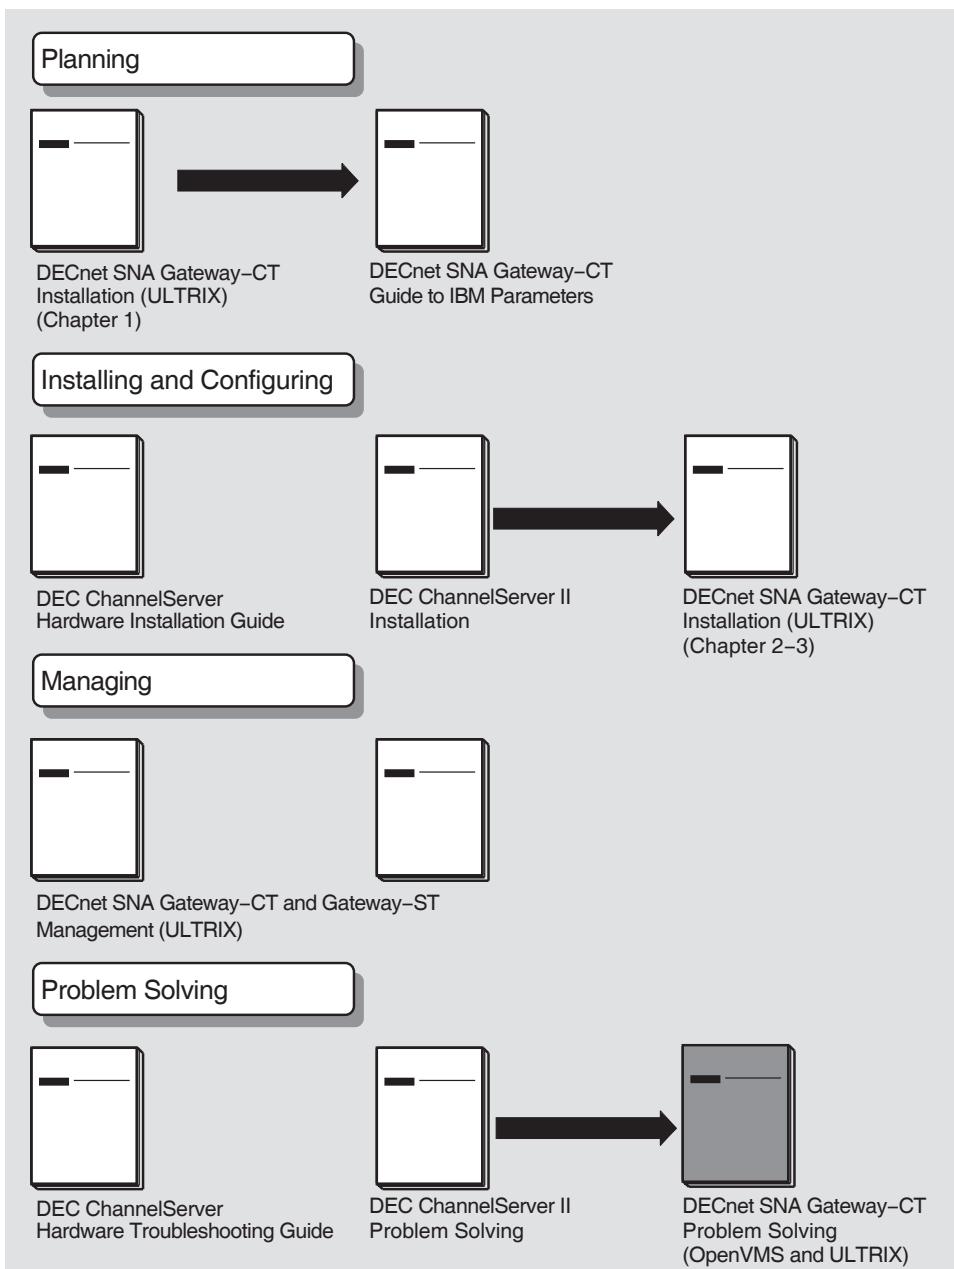 Planning
DECnet SNA Gateway–CT
Installation (ULTRIX)
(Chapter 1)
DECnet SNA Gateway–CT
Guide to IBM Parameters
Installing and Configuring
DEC ChannelServer
Hardware Installation Guide
DEC ChannelServer II
Installation
DECnet SNA Gateway–CT
Installation (ULTRIX)
(Chapter 2–3)
Managing
DECnet SNA Gateway–CT and Gateway–ST
Management (ULTRIX)
Problem Solving
DEC ChannelServer
Hardware Troubleshooting Guide
DEC ChannelServer II
Problem Solving
DECnet SNA Gateway–CT
Problem Solving
(OpenVMS and ULTRIX)